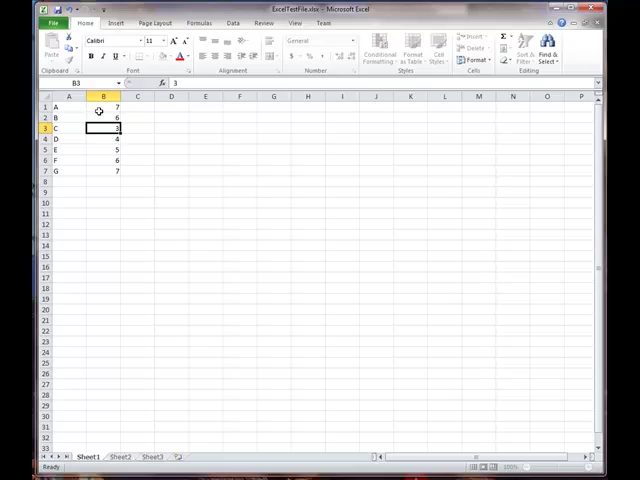 ExcelTestFile.xlsx - Microsoft Excel
File Home Insert Page Layout Formulas Data Review View Team
Paste
Calibri 11
B I U
$ % ,
Conditional Formatting
Format as Table
Cell Styles
Insert
Delete
Format
Sort & Filter
Find & Select
Clipboard Font Alignment Number Styles Cells Editing
B3 fx 3
A B C D E F G H I J K L M N O P
1 A 7
2 B 6
3 C 3
4 D 4
5 E 5
6 F 6
7 G 7
8
9
10
11
12
13
14
15
16
17
18
19
20
21
22
23
24
25
26
27
28
29
30
31
32
33
Sheet1 Sheet2 Sheet3
Ready 100%